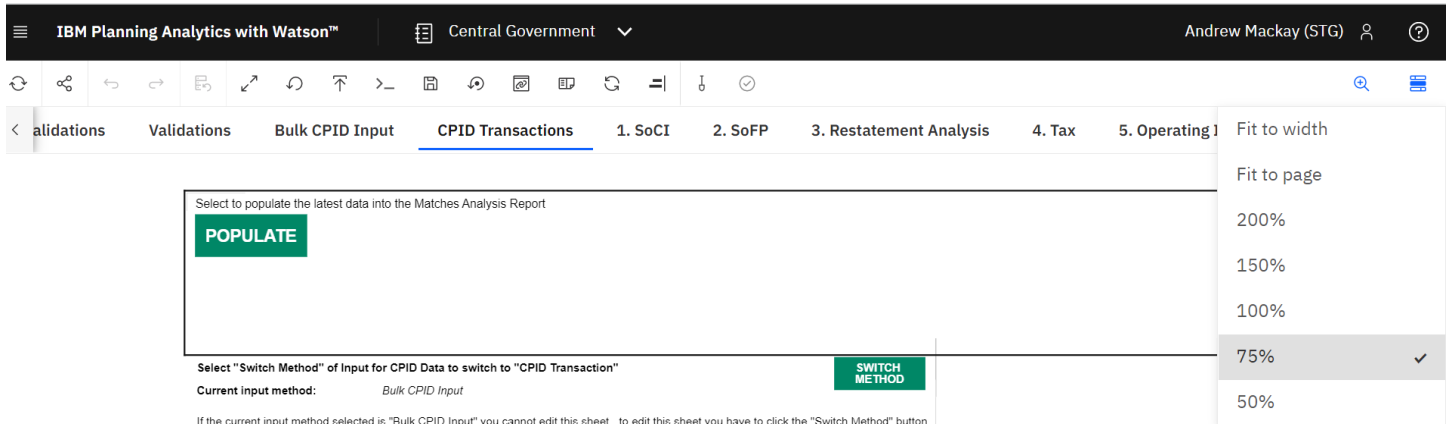 IBM Planning Analytics with Watson™ Central Government Andrew Mackay (STG)
alidations Validations Bulk CPID Input CPID Transactions 1. SoCI 2. SoFP 3. Restatement Analysis 4. Tax 5. Operating
Fit to width
Fit to page
200%
150%
100%
75%
50%
Select to populate the latest data into the Matches Analysis Report
POPULATE
Select "Switch Method" of Input for CPID Data to switch to "CPID Transaction"
SWITCH METHOD
Current input method: Bulk CPID Input
If the current input method selected is "Bulk CPID Input" you cannot edit this sheet to edit this sheet you have to click the "Switch Method" button